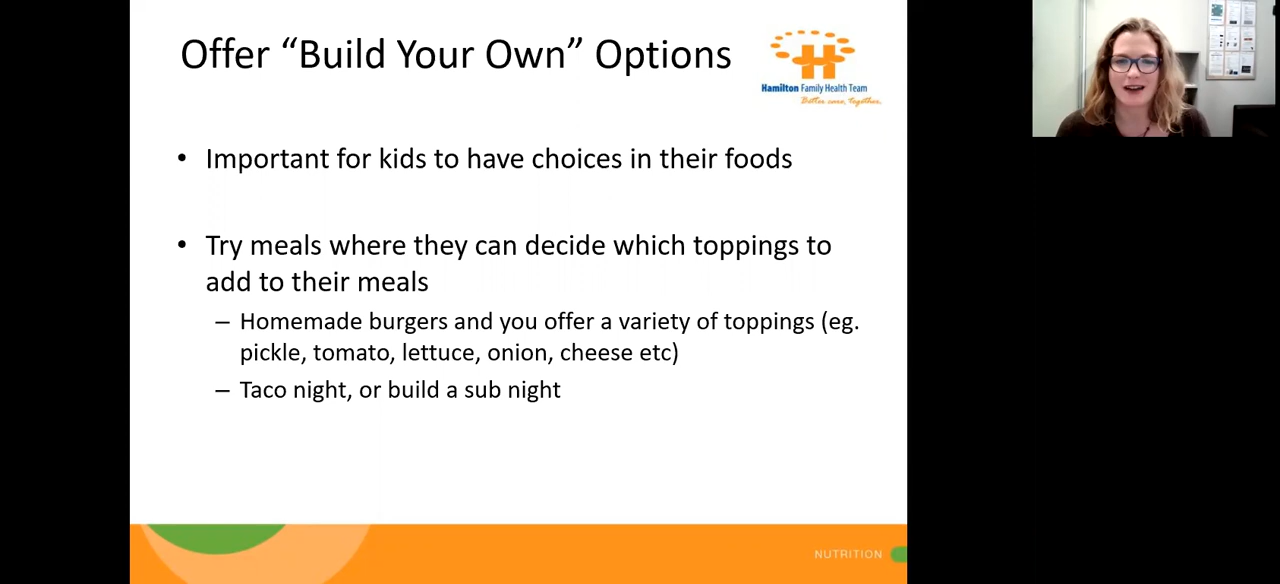 Offer “Build Your Own” Options
Hamilton Family Health Team
Better care, together.
• Important for kids to have choices in their foods
• Try meals where they can decide which toppings to
add to their meals
– Homemade burgers and you offer a variety of toppings (eg.
pickle, tomato, lettuce, onion, cheese etc)
– Taco night, or build a sub night
NUTRITION